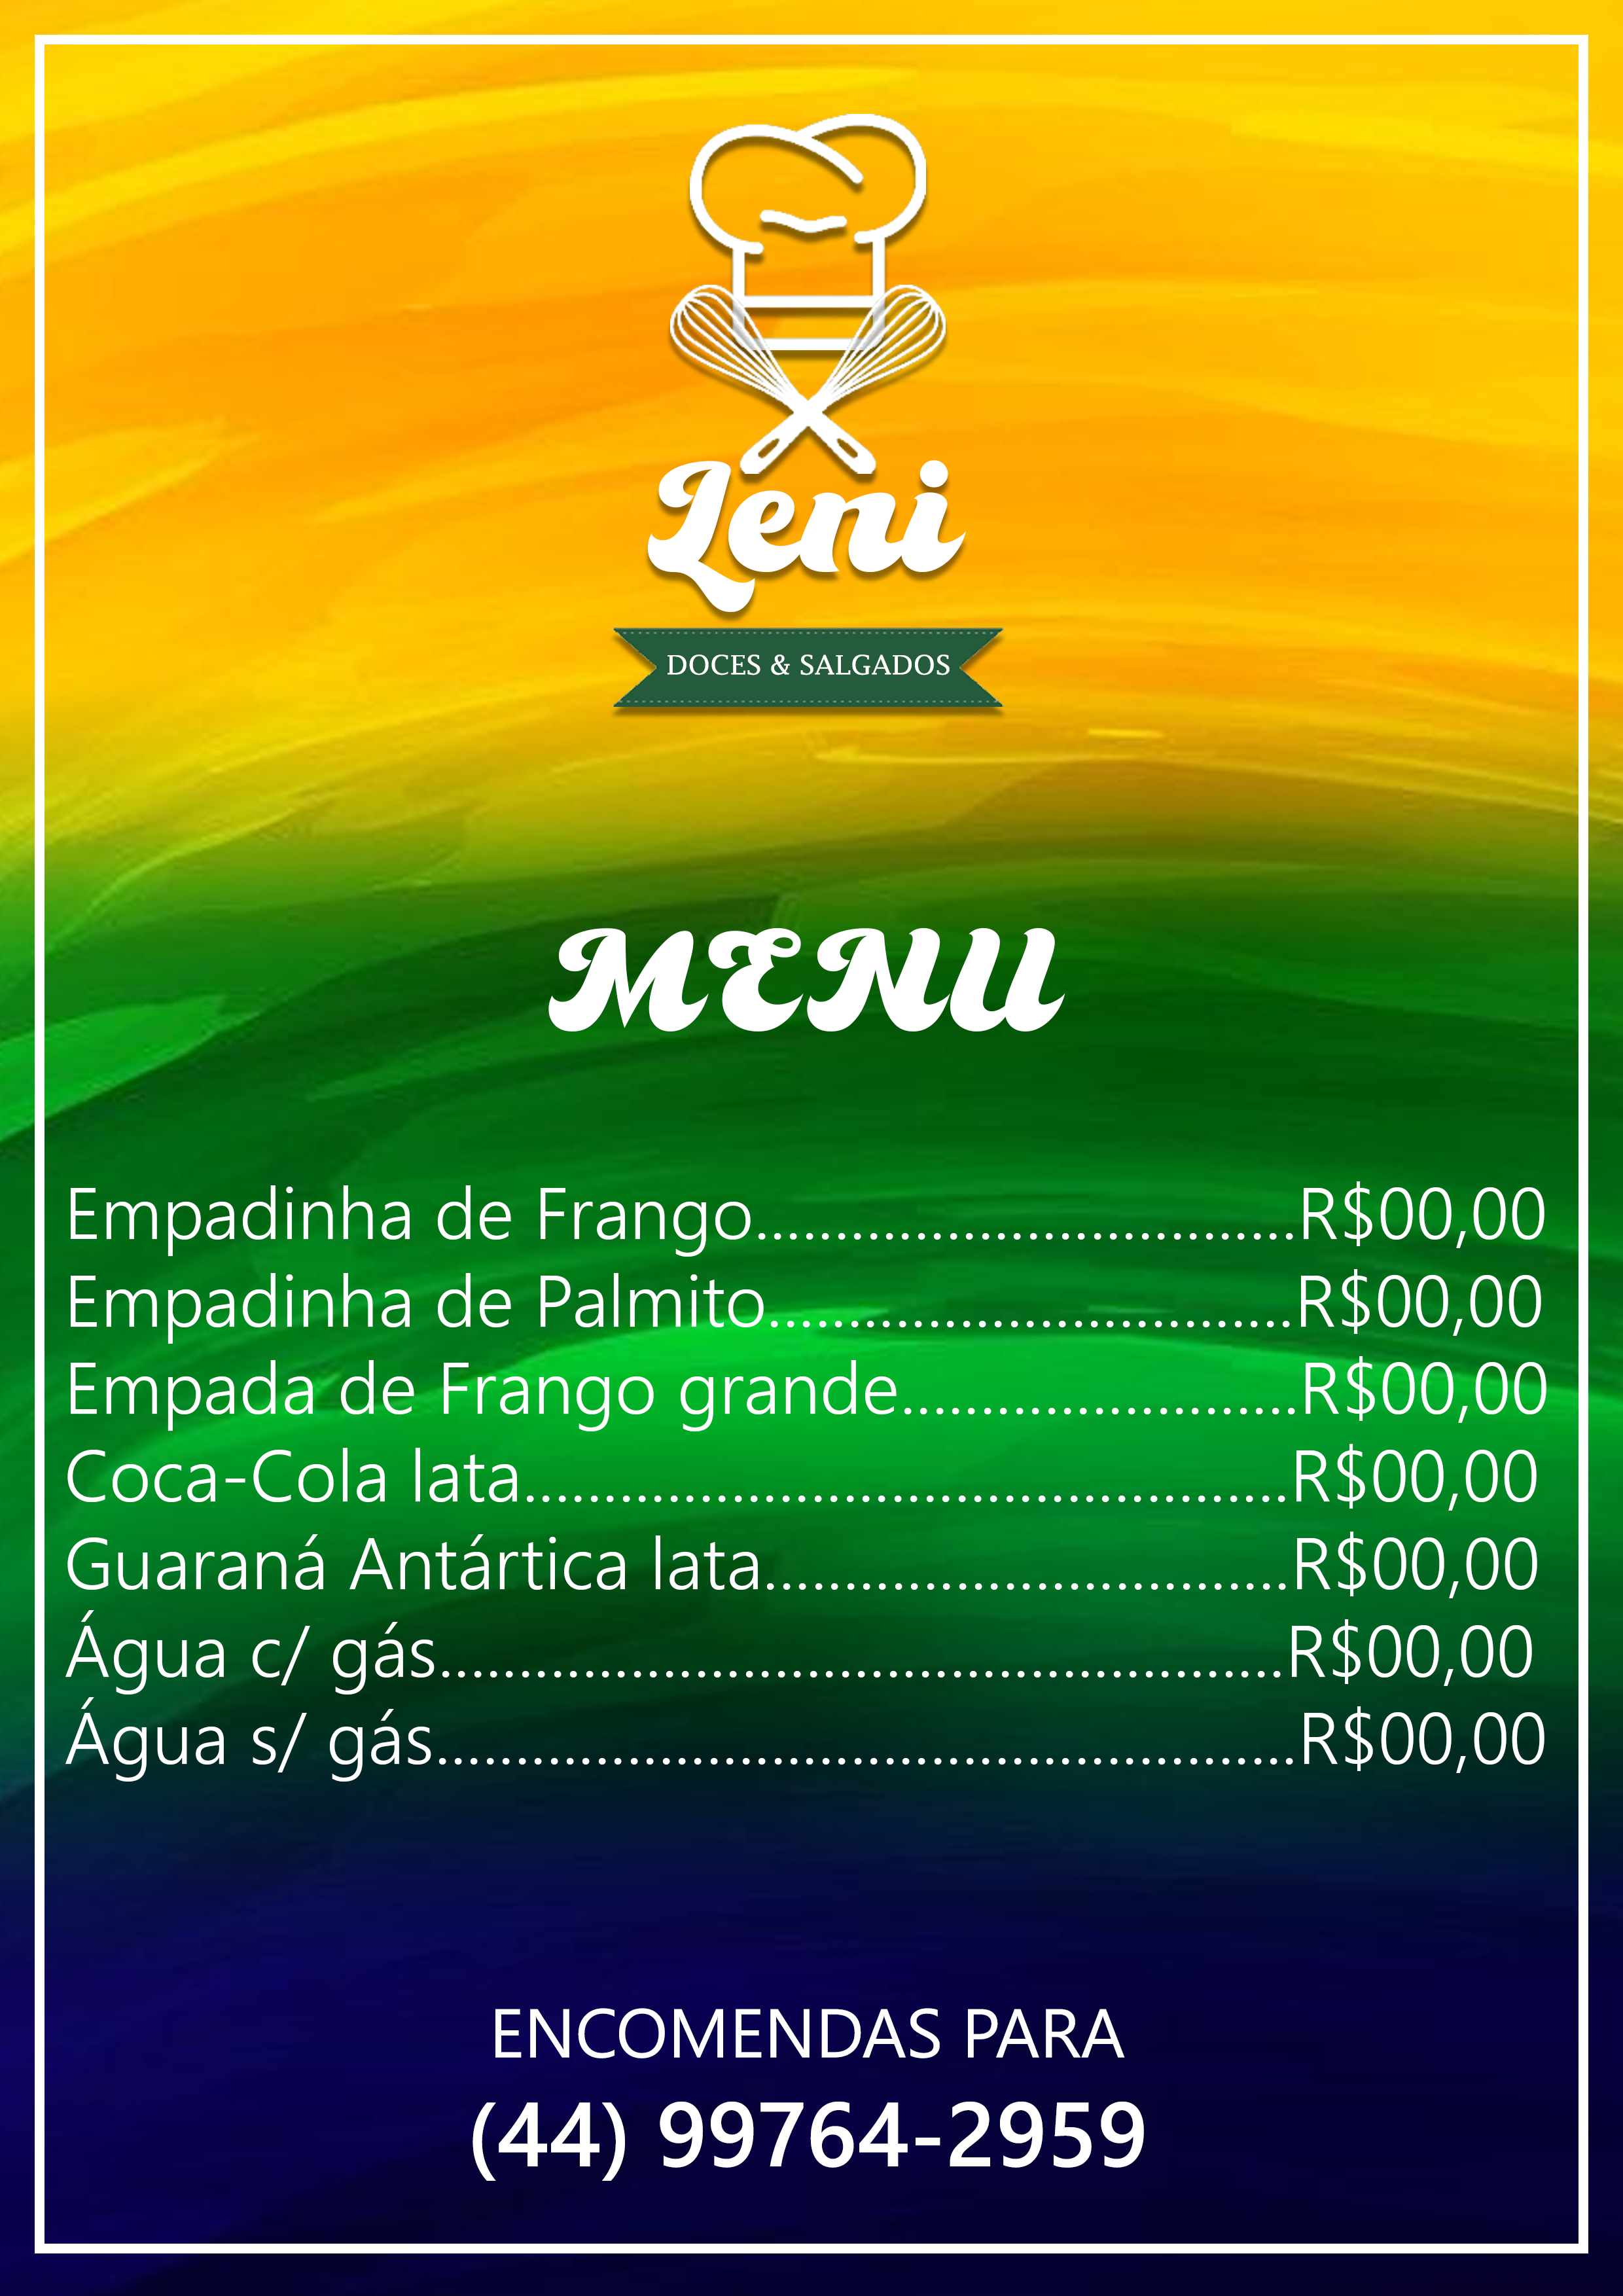 Leni
DOCES & SALGADOS
MENU
Empadinha de Frango..................................R$00,00
Empadinha de Palmito.................................R$00,00
Empada de Frango grande.........................R$00,00
Coca-Cola lata................................................R$00,00
Guaraná Antártica lata.................................R$00,00
Água c/ gás.....................................................R$00,00
Água s/ gás......................................................R$00,00
ENCOMENDAS PARA
(44) 99764-2959